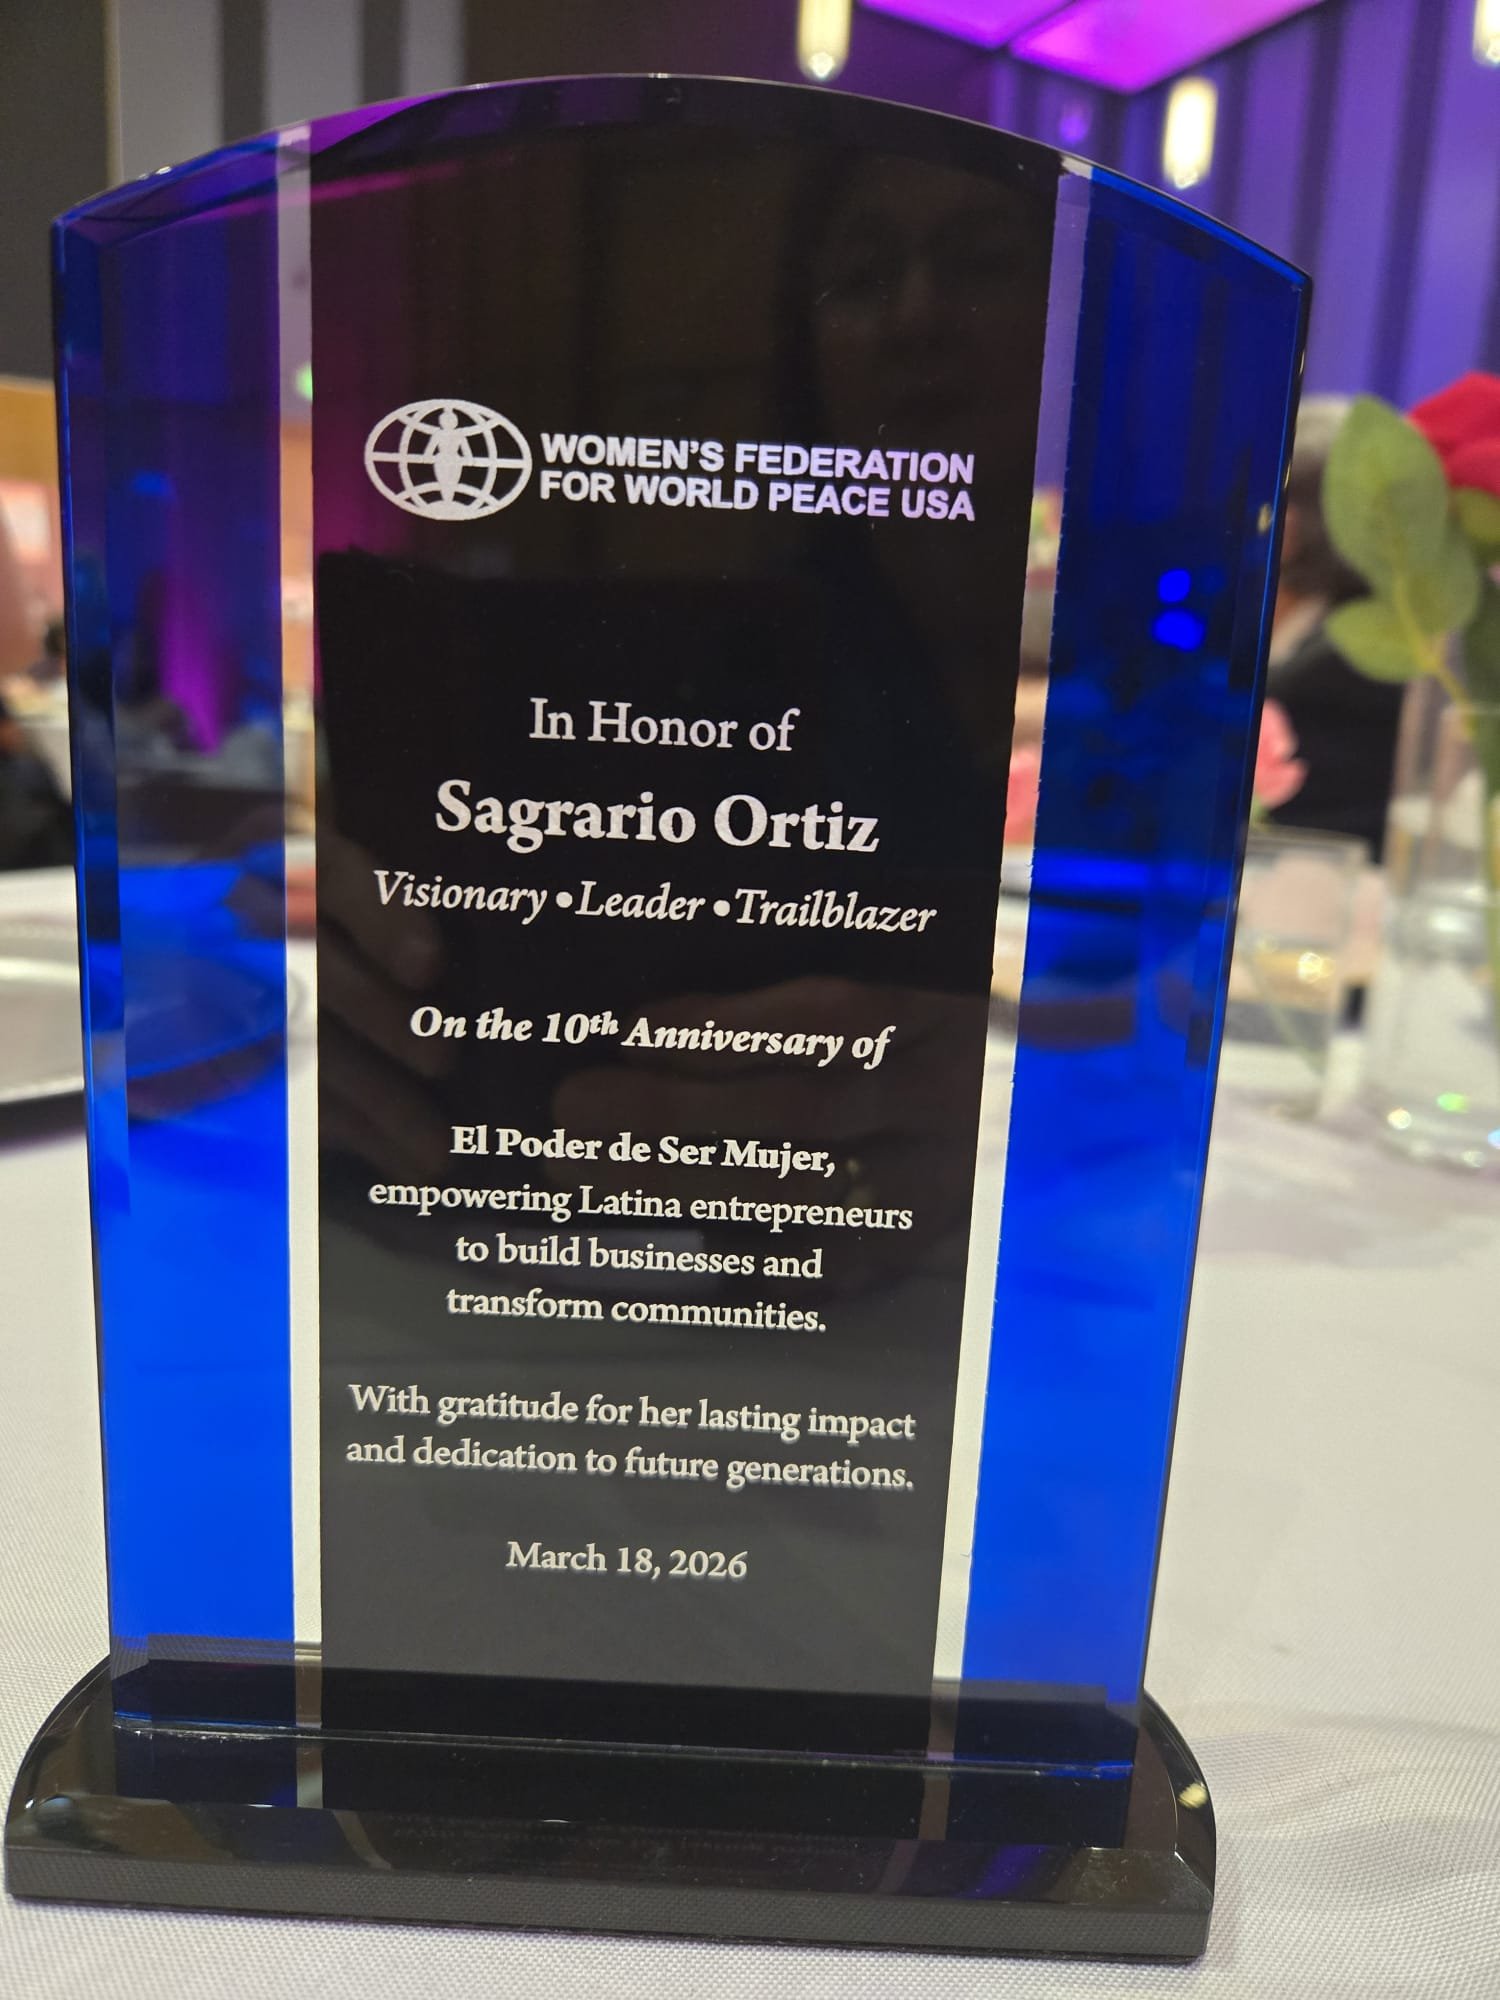 WOMEN'S FEDERATION
FOR WORLD PEACE USA
In Honor of
Sagrario Ortiz
Visionary • Leader • Trailblazer
On the 10th Anniversary of
El Poder de Ser Mujer,
empowering Latina entrepreneurs
to build businesses and
transform communities.
With gratitude for her lasting impact
and dedication to future generations.
March 18, 2026